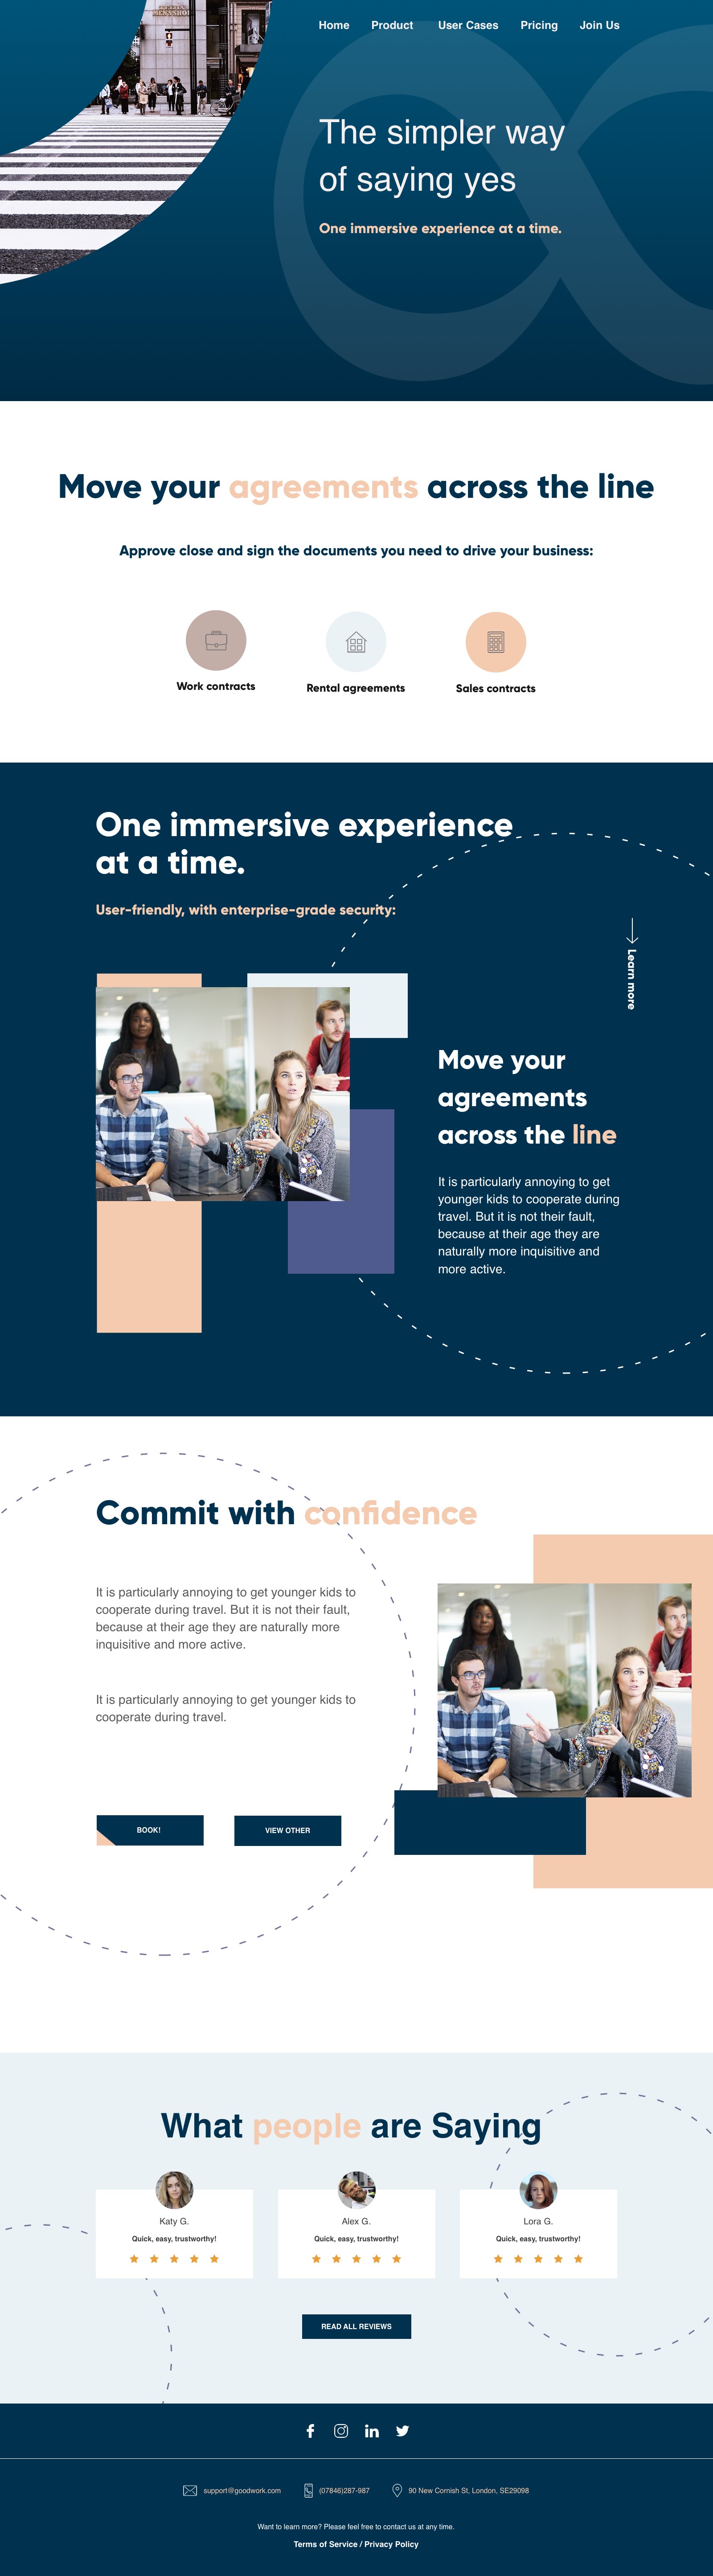 Home Product User Cases Pricing Join Us
The simpler way
of saying yes
One immersive experience at a time.
Move your agreements across the line
Approve close and sign the documents you need to drive your business:
Work contracts
Rental agreements
Sales contracts
One immersive experience
at a time.
User-friendly, with enterprise-grade security:
Learn more
Move your
agreements
across the line
It is particularly annoying to get
younger kids to cooperate during
travel. But it is not their fault,
because at their age they are
naturally more inquisitive and
more active.
Commit with confidence
It is particularly annoying to get younger kids to
cooperate during travel. But it is not their fault,
because at their age they are naturally more
inquisitive and more active.
It is particularly annoying to get younger kids to
cooperate during travel.
BOOK!
VIEW OTHER
What people are Saying
Katy G.
Quick, easy, trustworthy!
Alex G.
Quick, easy, trustworthy!
Lora G.
Quick, easy, trustworthy!
READ ALL REVIEWS
support@goodwork.com (07846)287-987 90 New Cornish St, London, SE29098
Want to learn more? Please feel free to contact us at any time.
Terms of Service / Privacy Policy